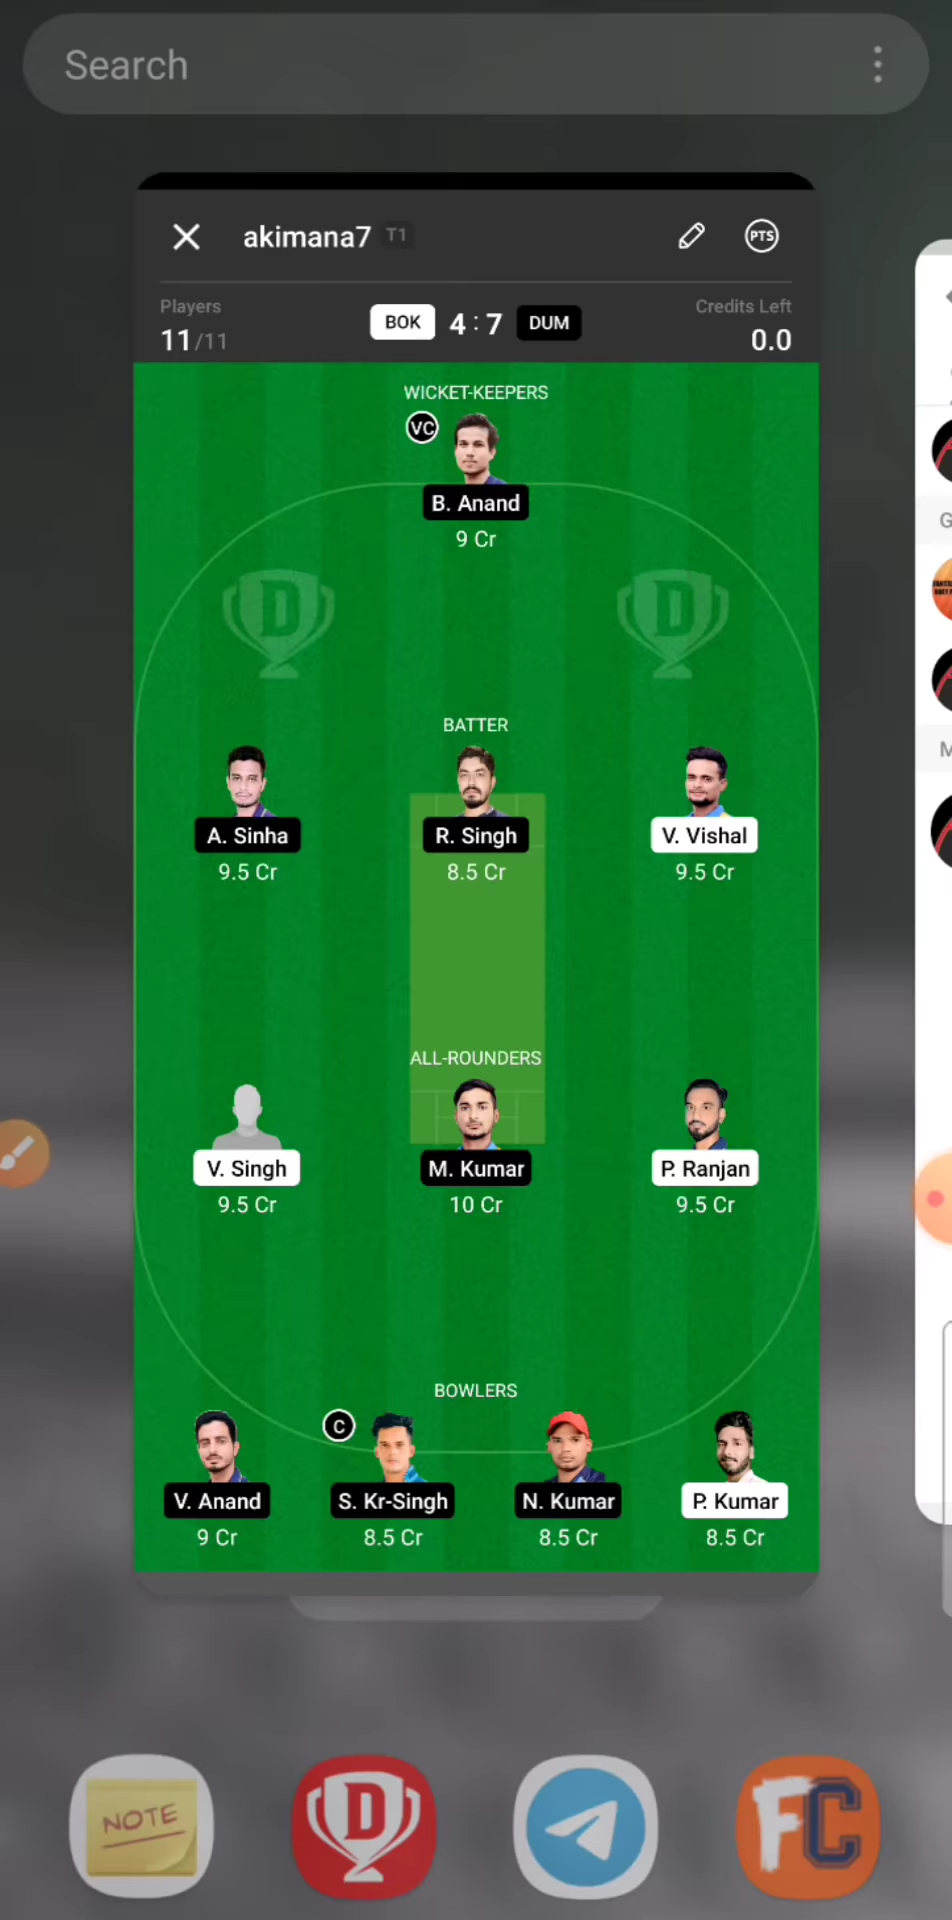 Search
akimana7 T1
PTS
Players
Credits Left
11/11
BOK 4 : 7 DUM
0.0
WICKET-KEEPERS
VC
B. Anand
9 Cr
D
D
BATTER
A. Sinha
R. Singh
V. Vishal
9.5 Cr
8.5 Cr
9.5 Cr
ALL-ROUNDERS
V. Singh
M. Kumar
P. Ranjan
9.5 Cr
10 Cr
9.5 Cr
BOWLERS
C
V. Anand
S. Kr-Singh
N. Kumar
P. Kumar
9 Cr
8.5 Cr
8.5 Cr
8.5 Cr
NOTE
D
FC